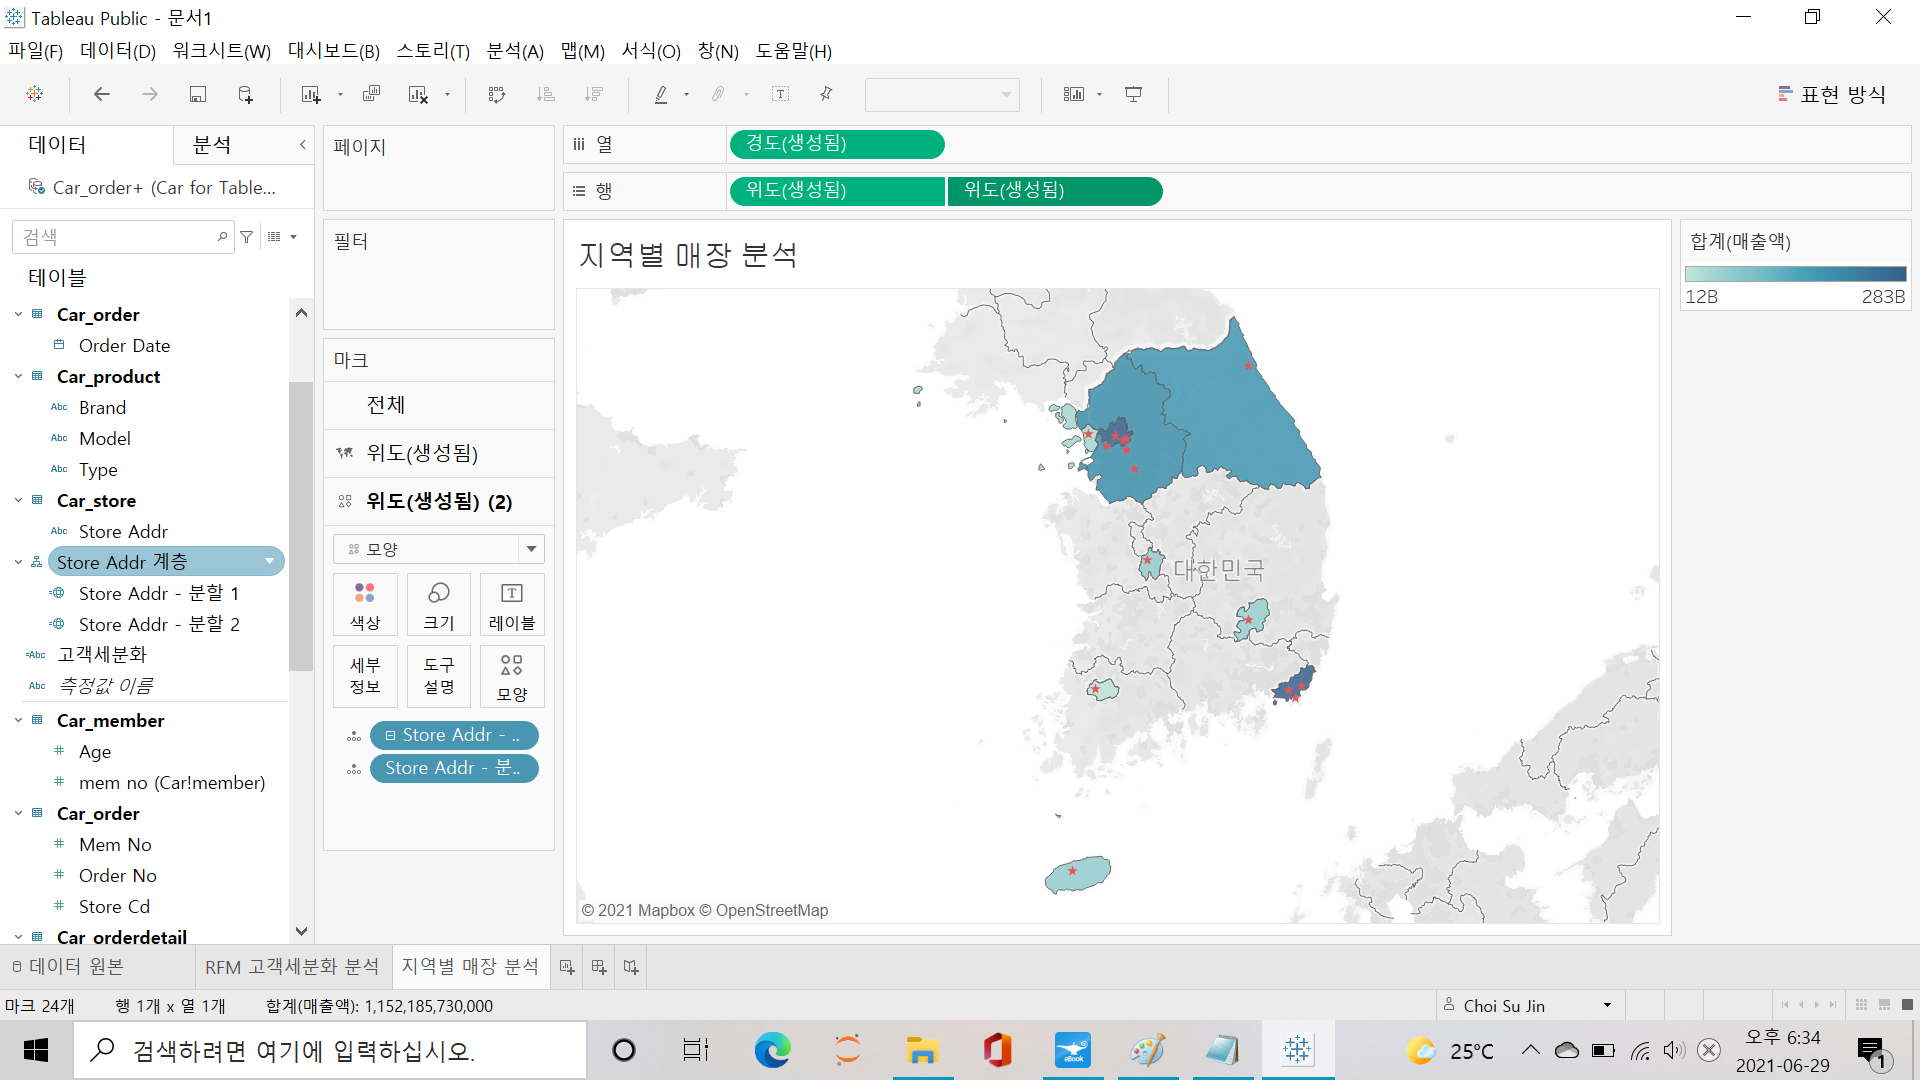 Tableau Public - 문서1
파일(F) 데이터(D) 워크시트(W) 대시보드(B) 스토리(T) 분석(A) 맵(M) 서식(O) 창(N) 도움말(H)
표현 방식
데이터 분석
Car_order+ (Car for Table...
검색
테이블
Car_order
Order Date
Car_product
Abc Brand
Abc Model
Abc Type
Car_store
Abc Store Addr
Store Addr 계층
Store Addr - 분할 1
Store Addr - 분할 2
=Abc 고객세분화
Abc 측정값 이름
Car_member
# Age
# mem no (Car!member)
Car_order
# Mem No
# Order No
# Store Cd
Car_orderdetail
페이지
필터
마크
전체
위도(생성됨)
위도(생성됨) (2)
모양
색상 크기 레이블
세부 정보
도구 설명
모양
Store Addr - ..
Store Addr - 분..
열 경도(생성됨)
행 위도(생성됨) 위도(생성됨)
지역별 매장 분석
대한민국
© 2021 Mapbox © OpenStreetMap
합계(매출액)
12B 283B
데이터 원본 RFM 고객세분화 분석 지역별 매장 분석
마크 24개 행 1개 x 열 1개 합계(매출액): 1,152,185,730,000
Choi Su Jin
검색하려면 여기에 입력하십시오.
eBook
25°C
오후 6:34
2021-06-29
1